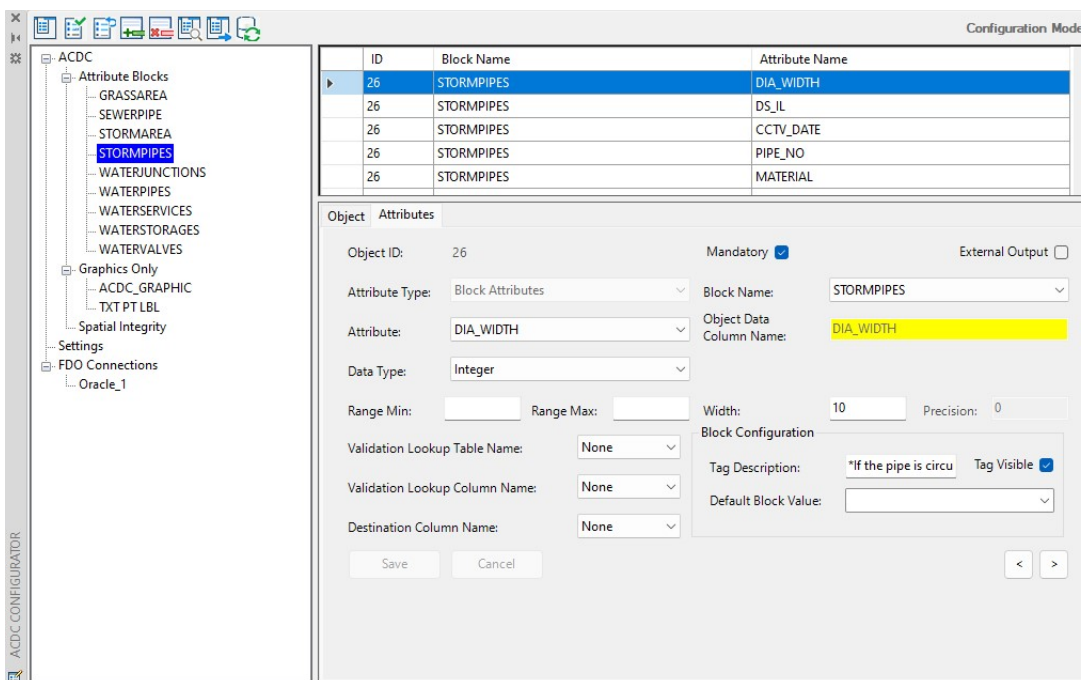 Configuration Mode
ACDC
Attribute Blocks
GRASSAREA
SEWERPIPE
STORMAREA
STORMPIPES
WATERJUNCTIONS
WATERPIPES
WATERSERVICES
WATERSTORAGES
WATERVALVES
Graphics Only
ACDC_GRAPHIC
TXT PT LBL
Spatial Integrity
Settings
FDO Connections
Oracle_1
ACDC CONFIGURATOR
ID Block Name Attribute Name
26 STORMPIPES DIA_WIDTH
26 STORMPIPES DS_IL
26 STORMPIPES CCTV_DATE
26 STORMPIPES PIPE_NO
26 STORMPIPES MATERIAL
Object Attributes
Object ID: 26 Mandatory External Output
Attribute Type: Block Attributes Block Name: STORMPIPES
Attribute: DIA_WIDTH Object Data
Column Name: DIA_WIDTH
Data Type: Integer
Range Min: Range Max: Width: 10 Precision: 0
Block Configuration
Validation Lookup Table Name: None
Tag Description: *If the pipe is circu Tag Visible
Validation Lookup Column Name: None
Default Block Value:
Destination Column Name: None
Save Cancel < >